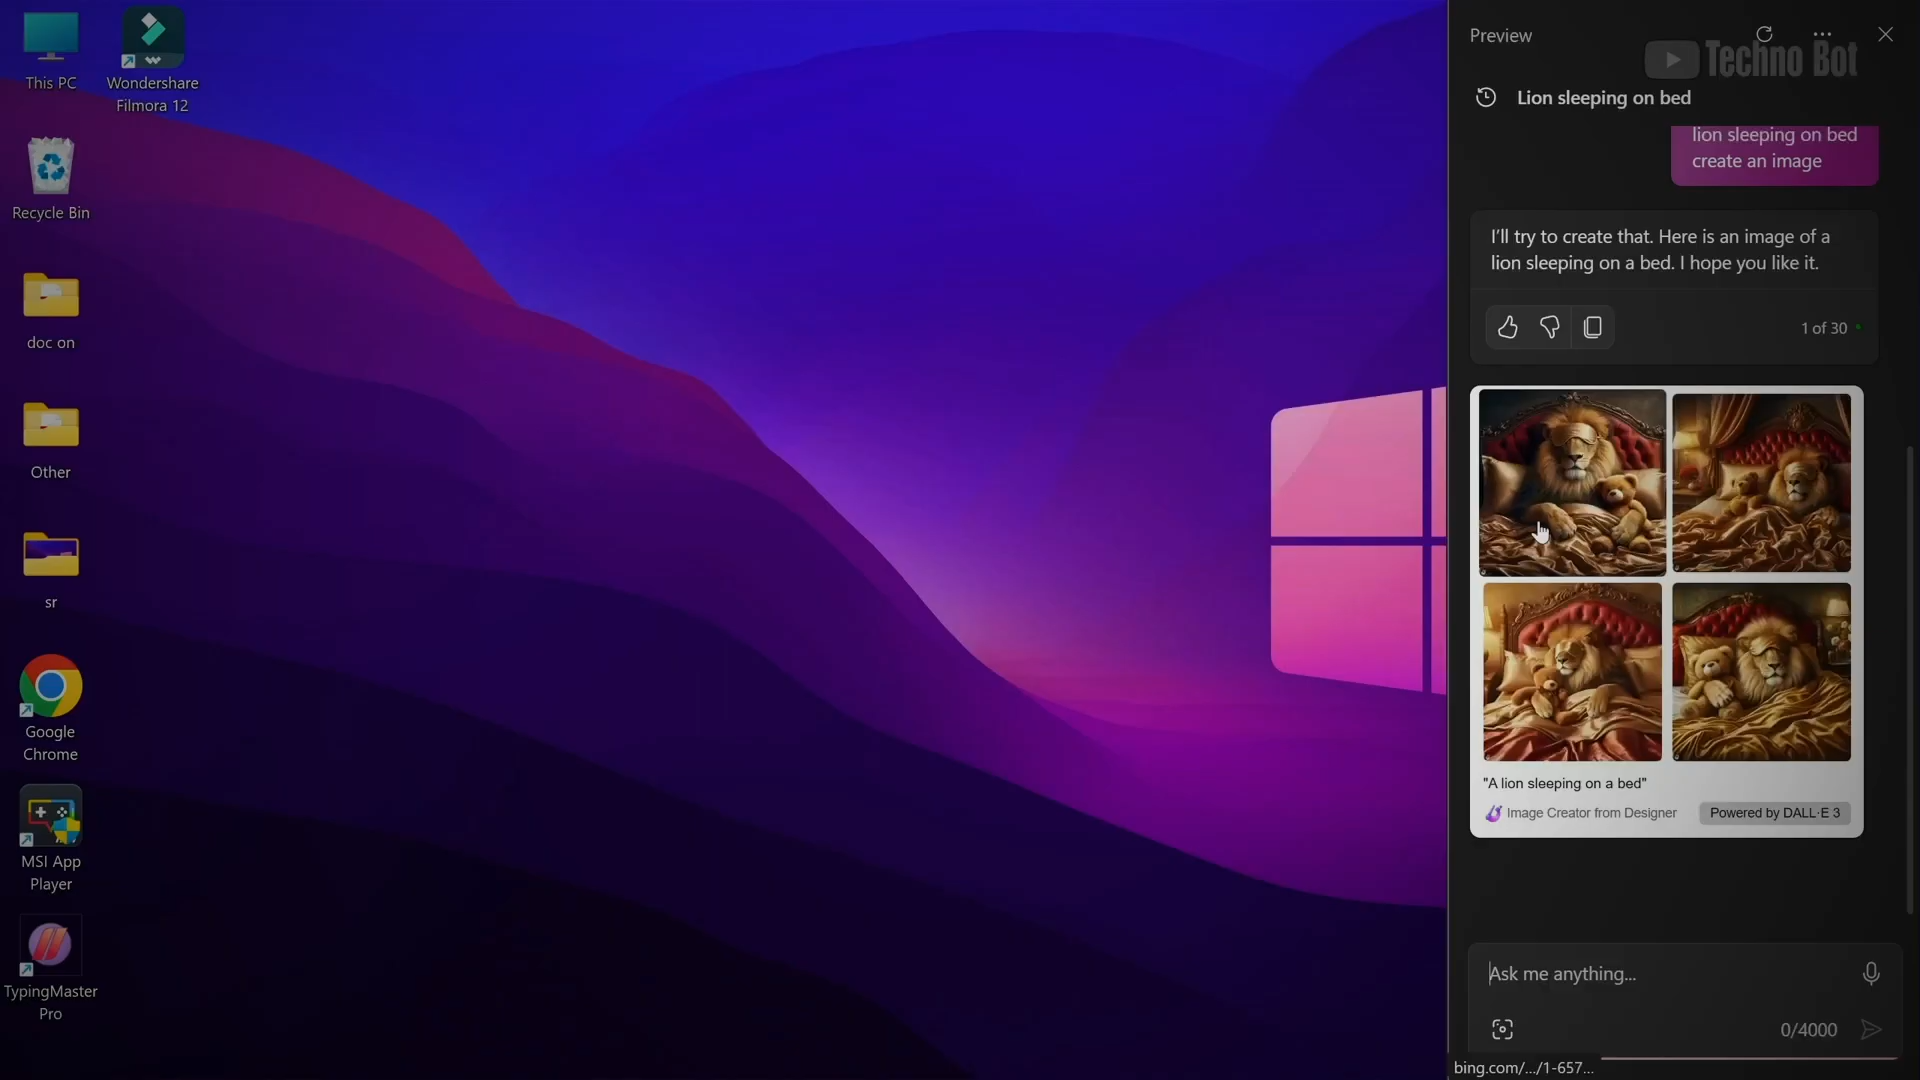 This PC
Wondershare
Filmora 12
Recycle Bin
doc on
Other
sr
Google
Chrome
MSI App
Player
TypingMaster
Pro
Preview
Techno Bot
Lion sleeping on bed
lion sleeping on bed
create an image
I'll try to create that. Here is an image of a
lion sleeping on a bed. I hope you like it.
1 of 30
"A lion sleeping on a bed"
Image Creator from Designer
Powered by DALL·E 3
Ask me anything...
0/4000
bing.com/.../1-657...